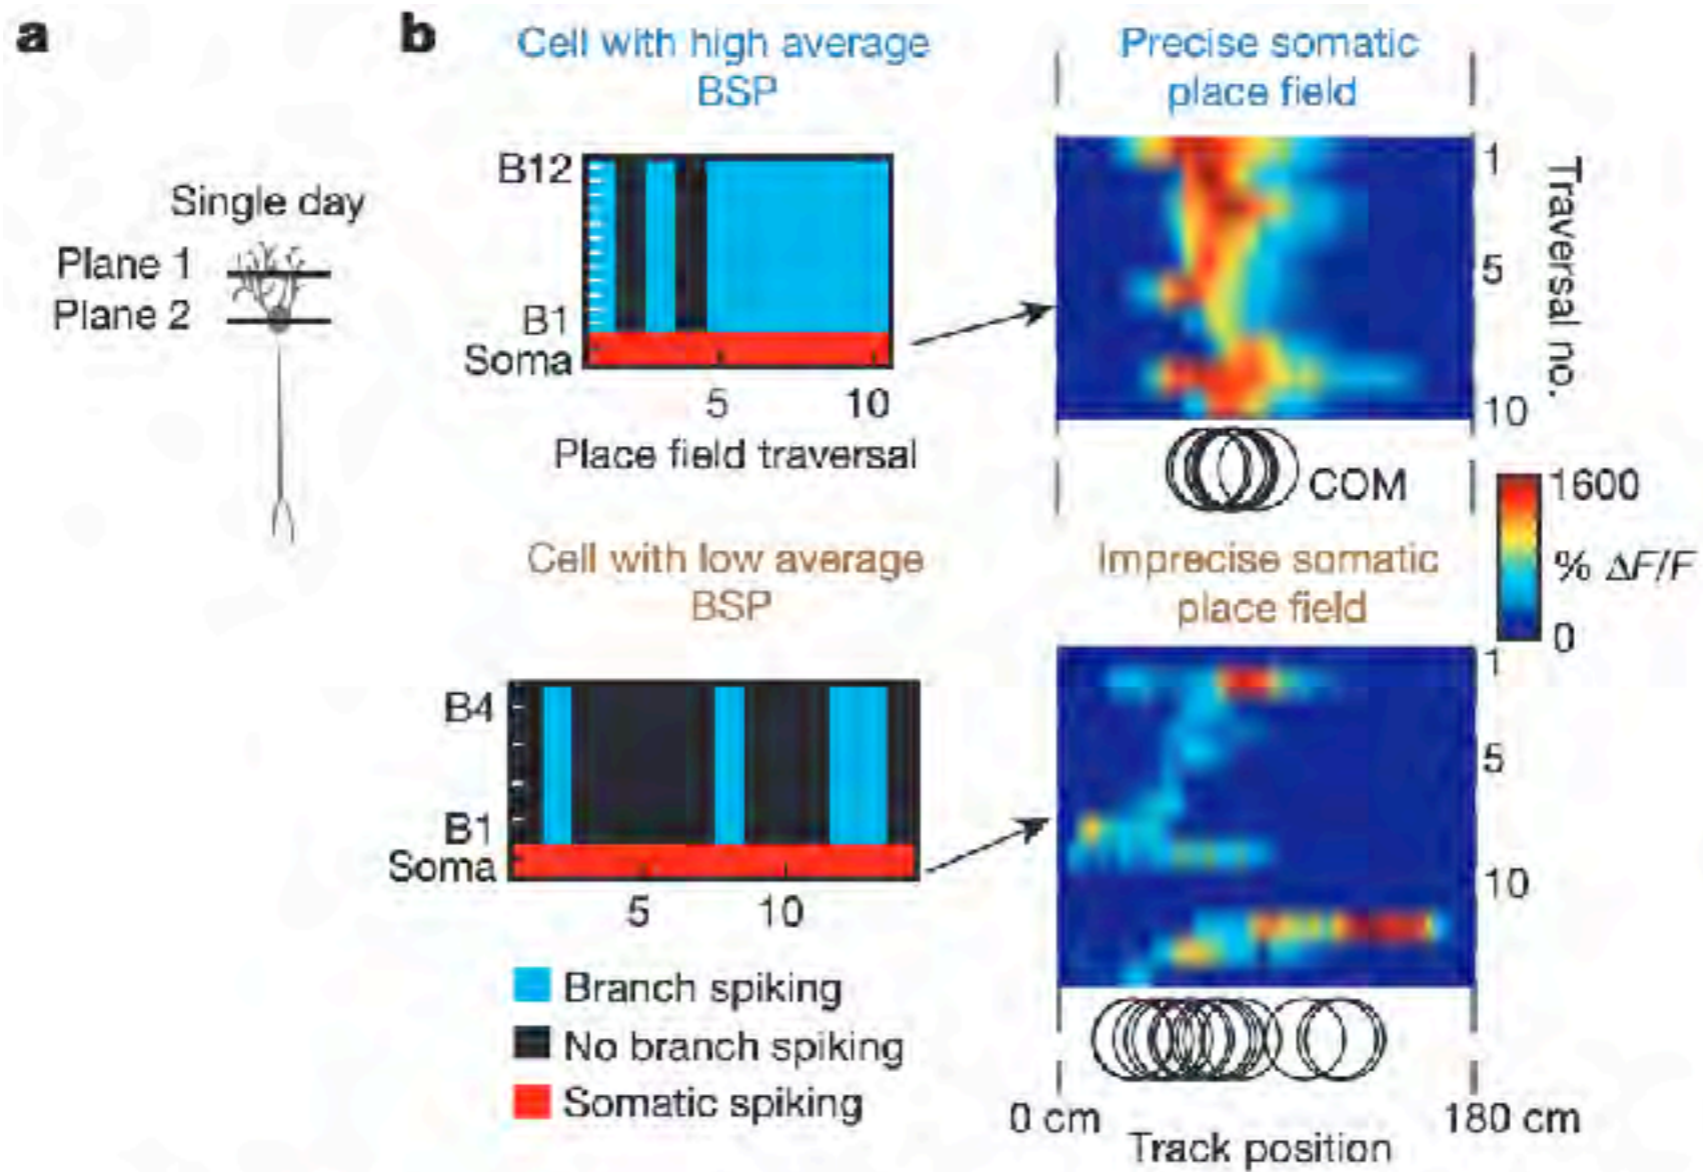 a
Single day
Plane 1
Plane 2
b
Cell with high average
BSP
B12
B1
Soma
5
10
Place field traversal
Precise somatic
place field
1
5
10
Traversal no.
COM
1600
% ΔF/F
0
Cell with low average
BSP
B4
B1
Soma
5
10
Branch spiking
No branch spiking
Somatic spiking
Imprecise somatic
place field
1
5
10
0 cm
180 cm
Track position